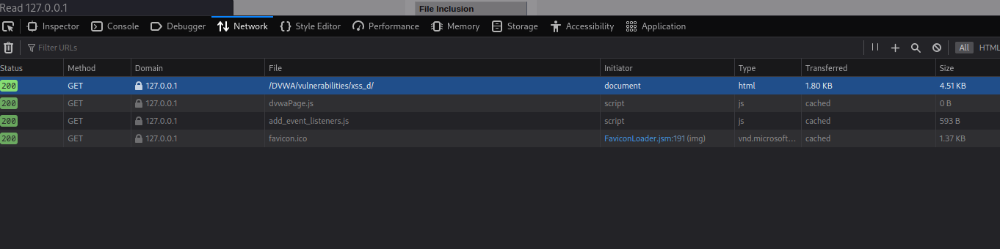 Read 127.0.0.1 File Inclusion
Inspector Console Debugger Network Style Editor Performance Memory Storage Accessibility Application
Filter URLs All HTML
Status Method Domain File Initiator Type Transferred Size
200 GET 127.0.0.1 /DVWA/vulnerabilities/xss_d/ document html 1.80 KB 4.51 KB
200 GET 127.0.0.1 dvwaPage.js script js cached 0 B
200 GET 127.0.0.1 add_event_listeners.js script js cached 593 B
200 GET 127.0.0.1 favicon.ico FaviconLoader.jsm:191 (img) vnd.microsoft... cached 1.37 KB